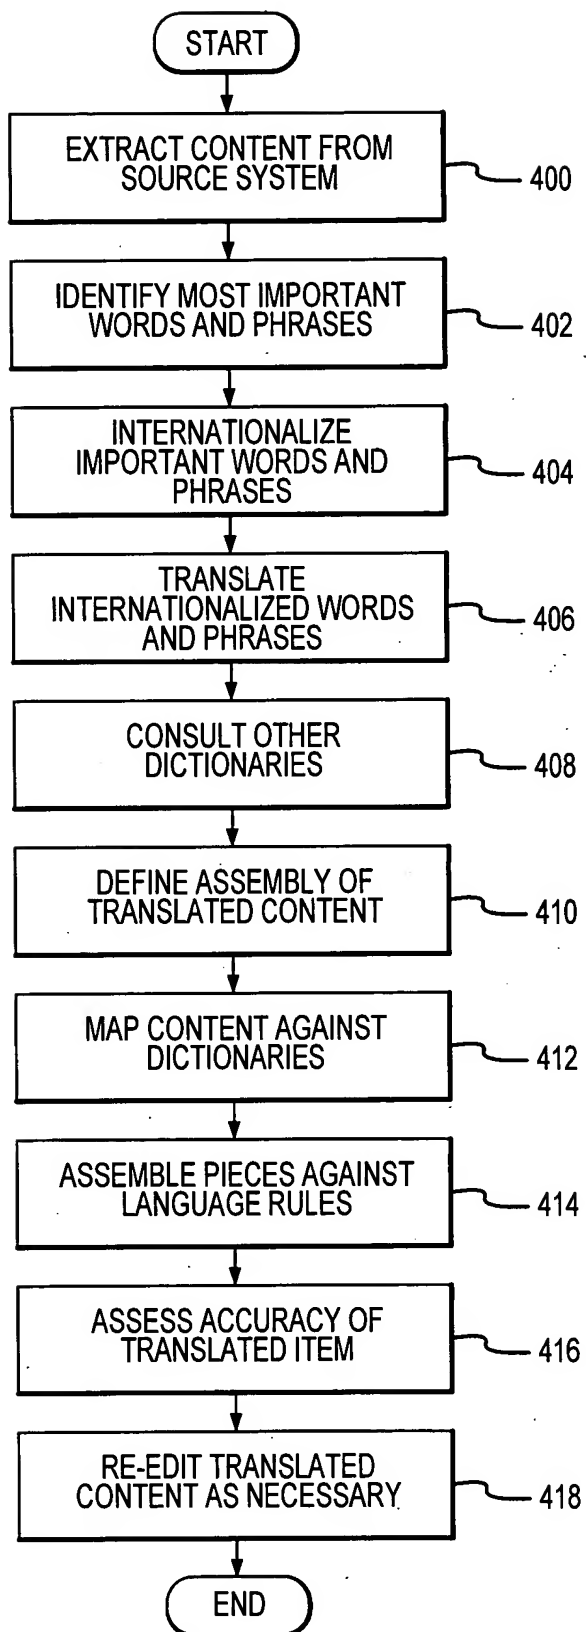 START
EXTRACT CONTENT FROM
SOURCE SYSTEM
400
IDENTIFY MOST IMPORTANT
WORDS AND PHRASES
402
INTERNATIONALIZE
IMPORTANT WORDS AND
PHRASES
404
TRANSLATE
INTERNATIONALIZED WORDS
AND PHRASES
406
CONSULT OTHER
DICTIONARIES
408
DEFINE ASSEMBLY OF
TRANSLATED CONTENT
410
MAP CONTENT AGAINST
DICTIONARIES
412
ASSEMBLE PIECES AGAINST
LANGUAGE RULES
414
ASSESS ACCURACY OF
TRANSLATED ITEM
416
RE-EDIT TRANSLATED
CONTENT AS NECESSARY
418
END